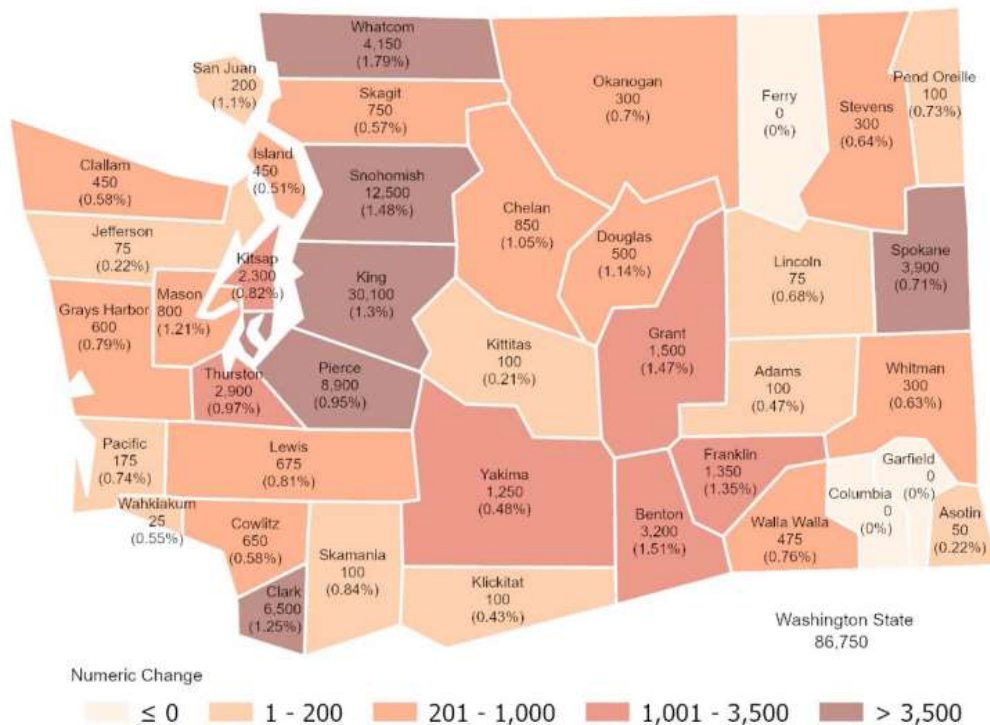 Whatcom
4,150
(1.79%)
San Juan
200
(1.1%)
Skagit
750
(0.57%)
Okanogan
300
(0.7%)
Ferry
0
(0%)
Stevens
300
(0.64%)
Pend Oreille
100
(0.73%)
Clallam
450
(0.58%)
Island
450
(0.51%)
Snohomish
12,500
(1.48%)
Chelan
850
(1.05%)
Douglas
500
(1.14%)
Jefferson
75
(0.22%)
Kitsap
2,300
(0.82%)
King
30,100
(1.3%)
Lincoln
75
(0.68%)
Spokane
3,900
(0.71%)
Grays Harbor
600
(0.79%)
Mason
800
(1.21%)
Kittitas
100
(0.21%)
Grant
1,500
(1.47%)
Thurston
2,900
(0.97%)
Pierce
8,900
(0.95%)
Adams
100
(0.47%)
Whitman
300
(0.63%)
Pacific
175
(0.74%)
Lewis
675
(0.81%)
Yakima
1,250
(0.48%)
Franklin
1,350
(1.35%)
Garfield
0
(0%)
Columbia
0
(0%)
Wahkiakum
25
(0.55%)
Cowlitz
650
(0.58%)
Skamania
100
(0.84%)
Benton
3,200
(1.51%)
Walla Walla
475
(0.76%)
Asotin
50
(0.22%)
Clark
6,500
(1.25%)
Klickitat
100
(0.43%)
Washington State
86,750
Numeric Change
≤ 0
1 - 200
201 - 1,000
1,001 - 3,500
> 3,500